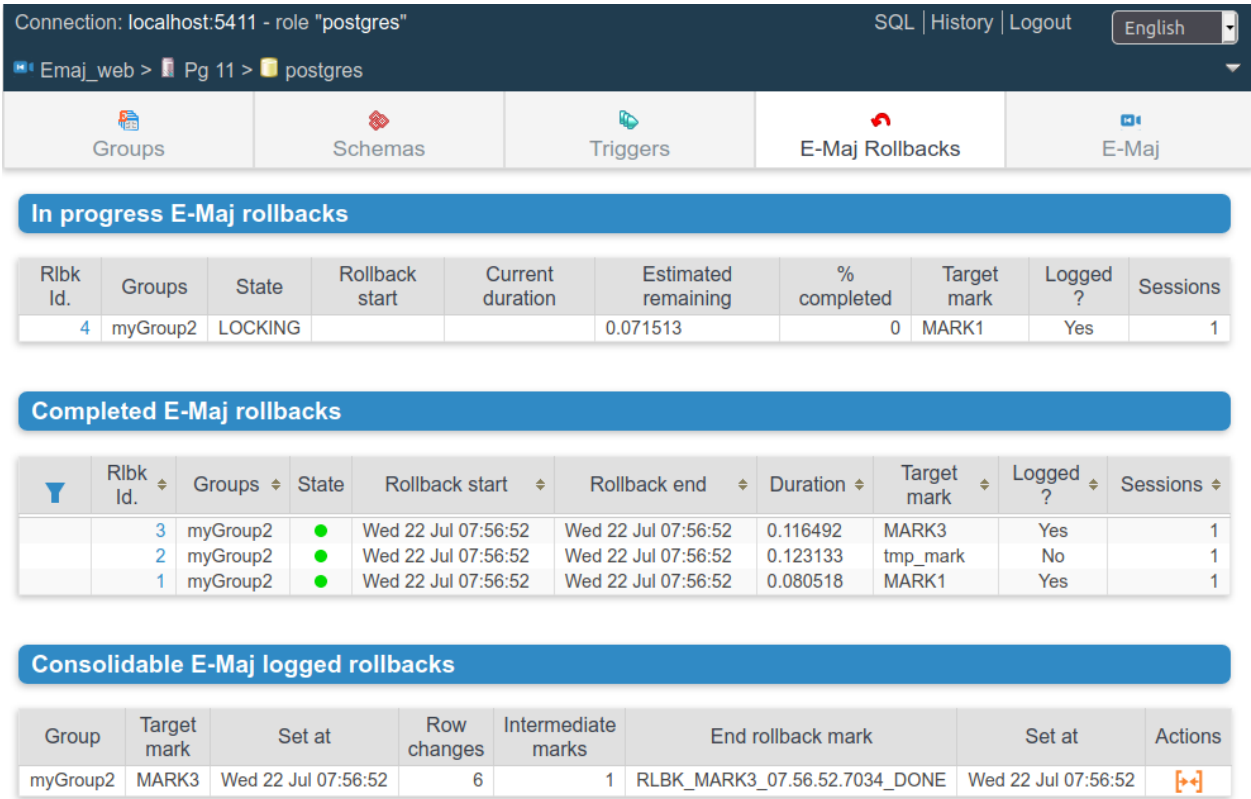 Connection: localhost:5411 - role "postgres" SQL | History | Logout English
Emaj_web > Pg 11 > postgres
Groups Schemas Triggers E-Maj Rollbacks E-Maj
In progress E-Maj rollbacks
Rlbk Id. Groups State Rollback start Current duration Estimated remaining % completed Target mark Logged ? Sessions
4 myGroup2 LOCKING 0.071513 0 MARK1 Yes 1
Completed E-Maj rollbacks
Rlbk Id. Groups State Rollback start Rollback end Duration Target mark Logged ? Sessions
3 myGroup2 Wed 22 Jul 07:56:52 Wed 22 Jul 07:56:52 0.116492 MARK3 Yes 1
2 myGroup2 Wed 22 Jul 07:56:52 Wed 22 Jul 07:56:52 0.123133 tmp_mark No 1
1 myGroup2 Wed 22 Jul 07:56:52 Wed 22 Jul 07:56:52 0.080518 MARK1 Yes 1
Consolidable E-Maj logged rollbacks
Group Target mark Set at Row changes Intermediate marks End rollback mark Set at Actions
myGroup2 MARK3 Wed 22 Jul 07:56:52 6 1 RLBK_MARK3_07.56.52.7034_DONE Wed 22 Jul 07:56:52